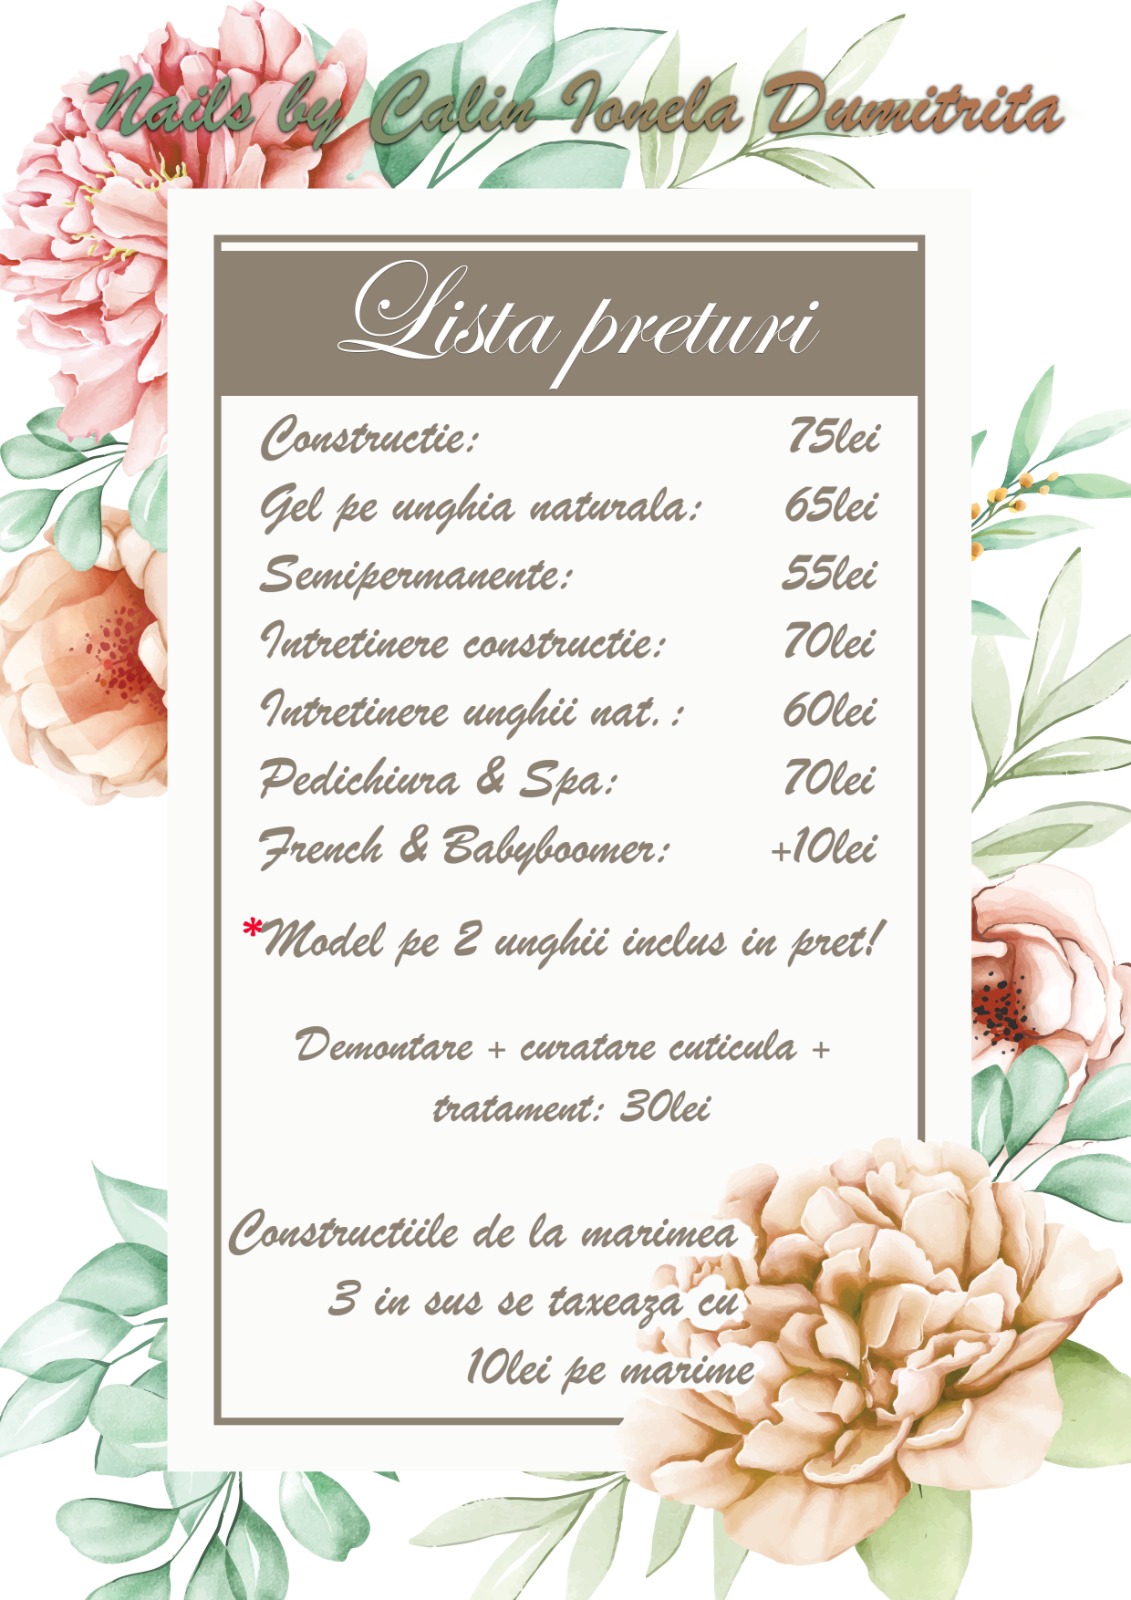 Nails by Calin Ionela Dumitrita
Lista preturi
Constructie: 75lei
Gel pe unghia naturala: 65lei
Semipermanente: 55lei
Intretinere constructie: 70lei
Intretinere unghii nat. : 60lei
Pedichiura & Spa: 70lei
French & Babyboomer: +10lei
*Model pe 2 unghii inclus in pret!
Demontare + curatare cuticula +
tratament: 30lei
Constructiile de la marimea
3 in sus se taxeaza cu
10lei pe marime